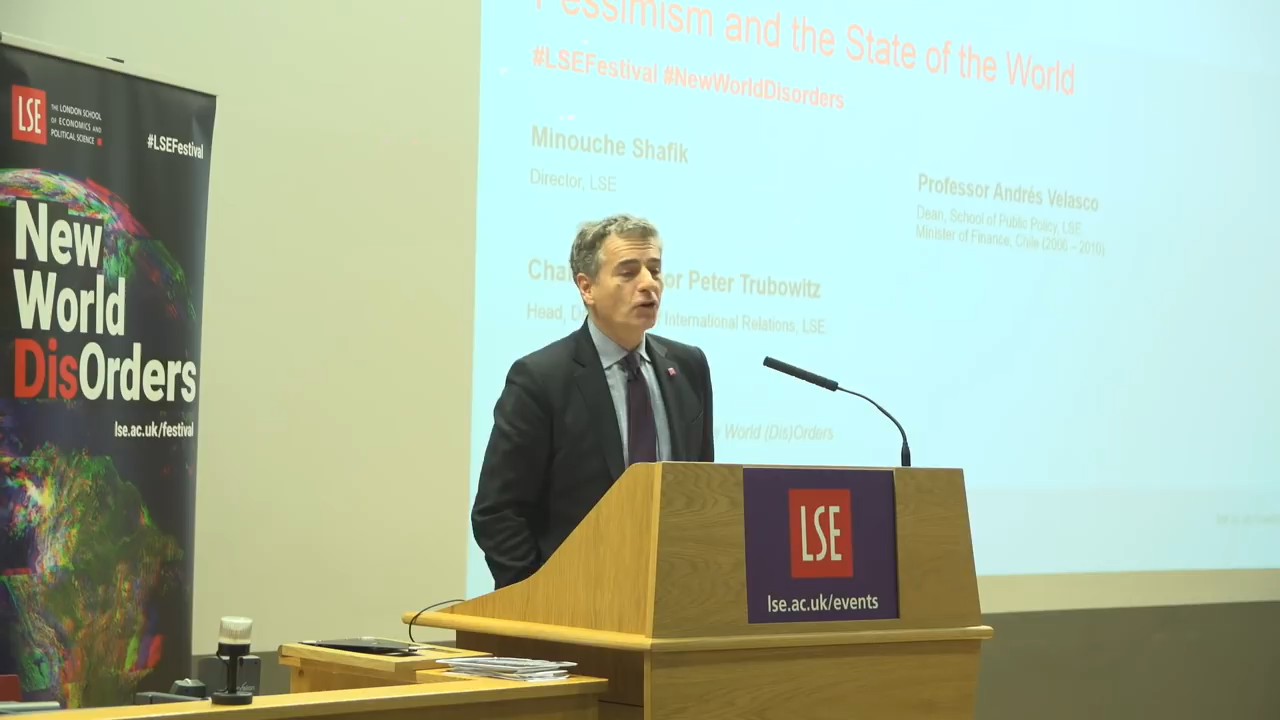 LSE
THE LONDON SCHOOL
OF ECONOMICS AND
POLITICAL SCIENCE
#LSEFestival
New
World
DisOrders
lse.ac.uk/festival
Pessimism and the State of the World
#LSEFestival #NewWorldDisorders
Minouche Shafik
Director, LSE
Professor Andrés Velasco
Dean, School of Public Policy, LSE
Minister of Finance, Chile (2006 – 2010)
Cha or Peter Trubowitz
Head, D International Relations, LSE
World (Dis)Orders
LSE
lse.ac.uk/events